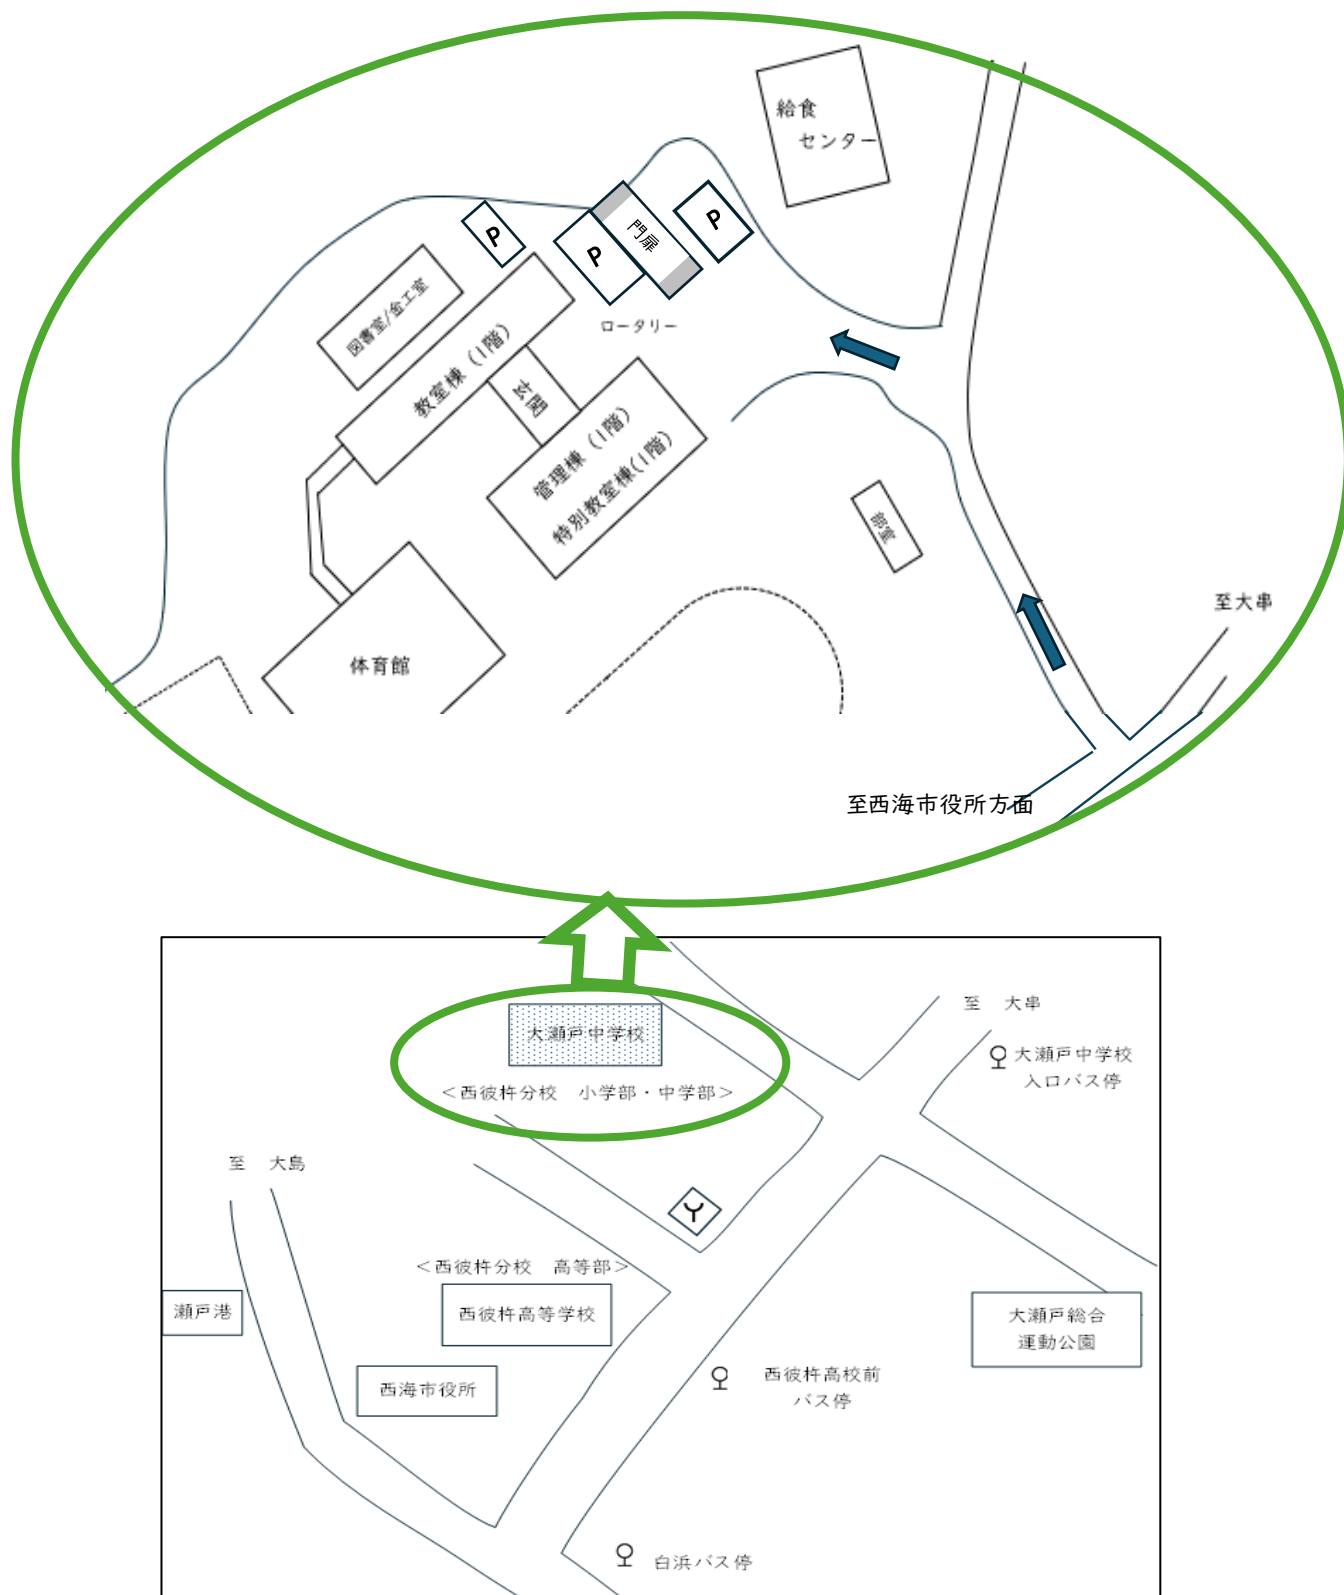 給食
センター
P
門扉
P
P
図書室/金工室
ロータリー
教室棟(1階)
玄関
管理棟(1階)
特別教室棟(1階)
部室
至大串
体育館
至西海市役所方面
大瀬戸中学校
至　大串
大瀬戸中学校
入口バス停
<西彼杵分校　小学部・中学部>
至　大島
<西彼杵分校　高等部>
瀬戸港
西彼杵高等学校
大瀬戸総合
運動公園
西海市役所
西彼杵高校前
バス停
白浜バス停